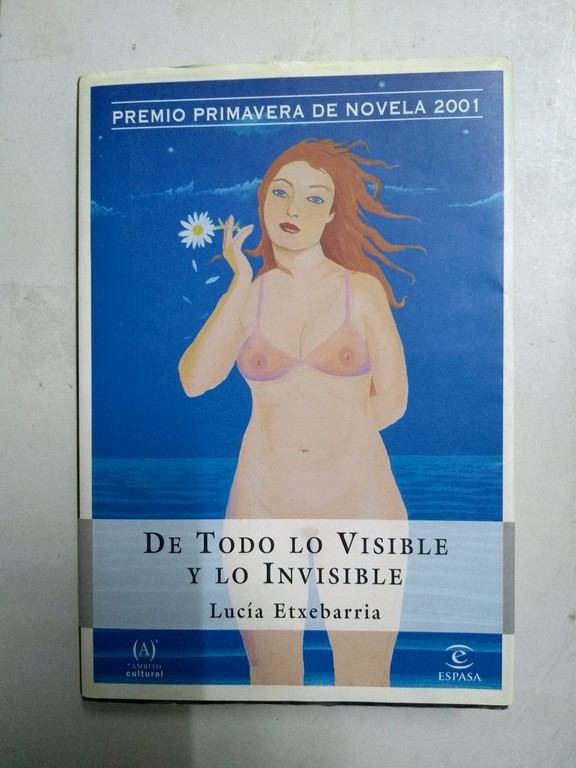 PREMIO PRIMAVERA DE NOVELA 2001
DE TODO LO VISIBLE
Y LO INVISIBLE
Lucía Etxebarria
(A)*
*ÁMBITO
cultural
e
ESPASA